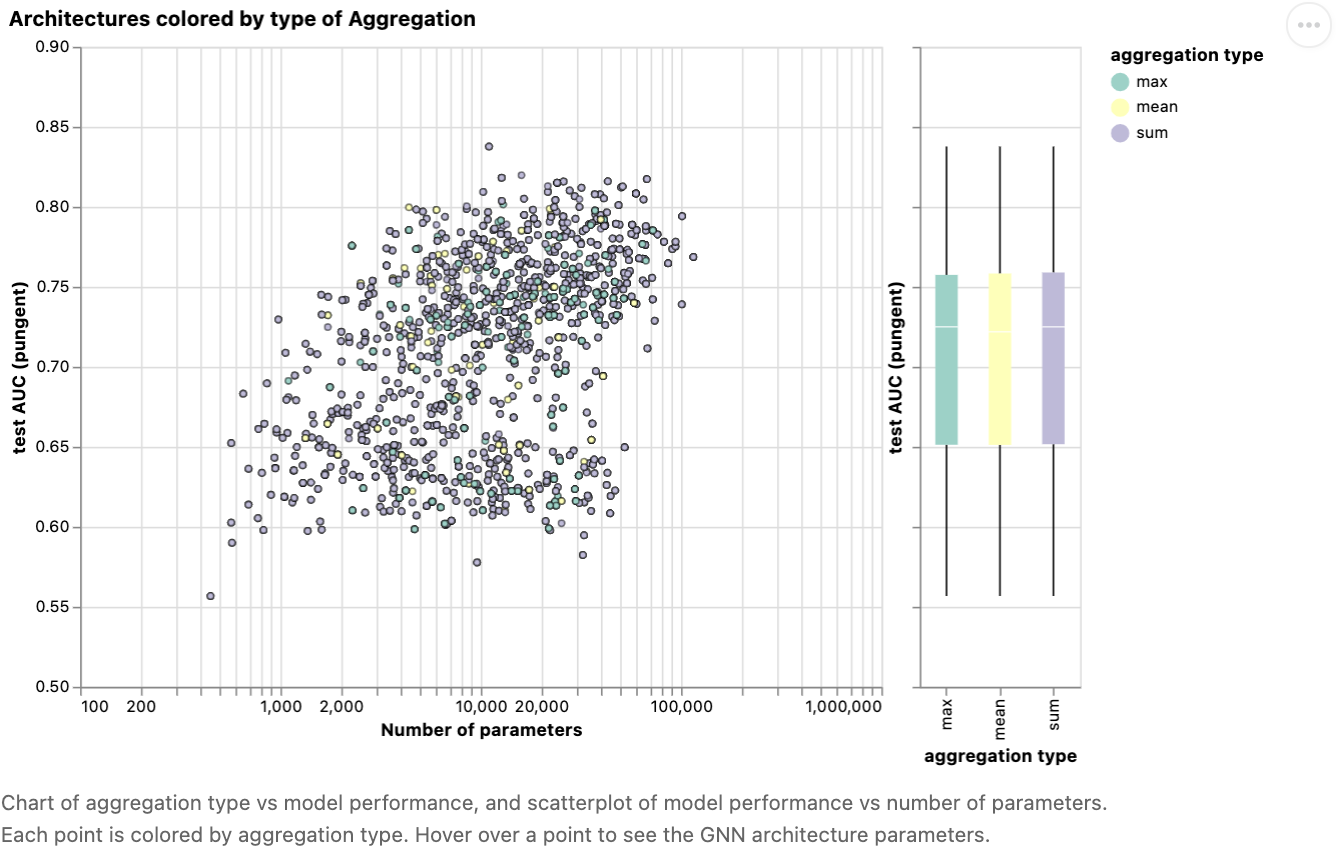 Architectures colored by type of Aggregation
0.90
0.85
0.80
0.75
0.70
0.65
0.60
0.55
0.50
test AUC (pungent)
100 200 1,000 2,000 10,000 20,000 100,000 1,000,000
Number of parameters
test AUC (pungent)
max mean sum
aggregation type
aggregation type
max
mean
sum
Chart of aggregation type vs model performance, and scatterplot of model performance vs number of parameters.
Each point is colored by aggregation type. Hover over a point to see the GNN architecture parameters.